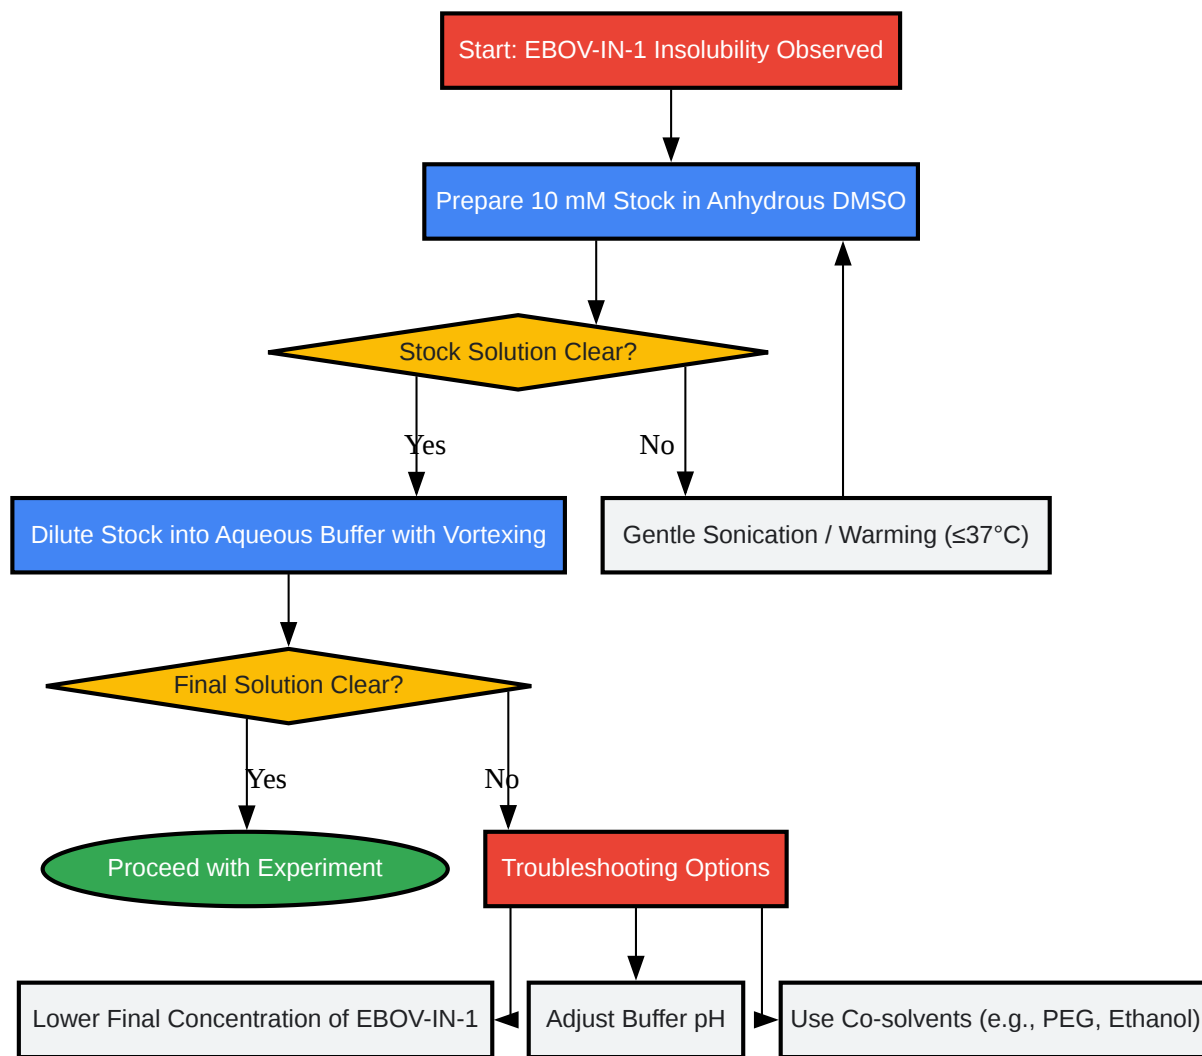 Start: EBOV-IN-1 Insolubility Observed
Prepare 10 mM Stock in Anhydrous DMSO
Stock Solution Clear?
Yes
No
Dilute Stock into Aqueous Buffer with Vortexing
Gentle Sonication / Warming (≤37°C)
Final Solution Clear?
Yes
No
Proceed with Experiment
Troubleshooting Options
Lower Final Concentration of EBOV-IN-1
Adjust Buffer pH
Use Co-solvents (e.g., PEG, Ethanol)